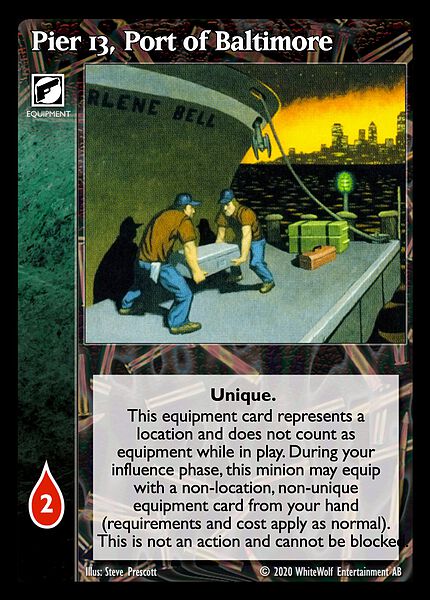 Pier 13, Port of Baltimore
EQUIPMENT
RLENE BELL
Unique.
This equipment card represents a
location and does not count as
equipment while in play. During your
influence phase, this minion may equip
with a non-location, non-unique
equipment card from your hand
(requirements and cost apply as normal).
This is not an action and cannot be blocked.
2
Illus: Steve Prescott
© 2020 WhiteWolf Entertainment AB